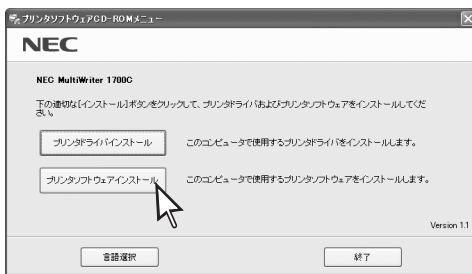 プリンタソフトウェアCD-ROMメニュー
NEC
NEC MultiWriter 1700C
下の適切な[インストール]ボタンをクリックして、プリンタドライバおよびプリンタソフトウェアをインストールしてくだ
さい。
プリンタドライバインストール このコンピュータで使用するプリンタドライバをインストールします。
プリンタソフトウェアインストール このコンピュータで使用するプリンタソフトウェアをインストールします。
Version 1.1
言語選択 終了